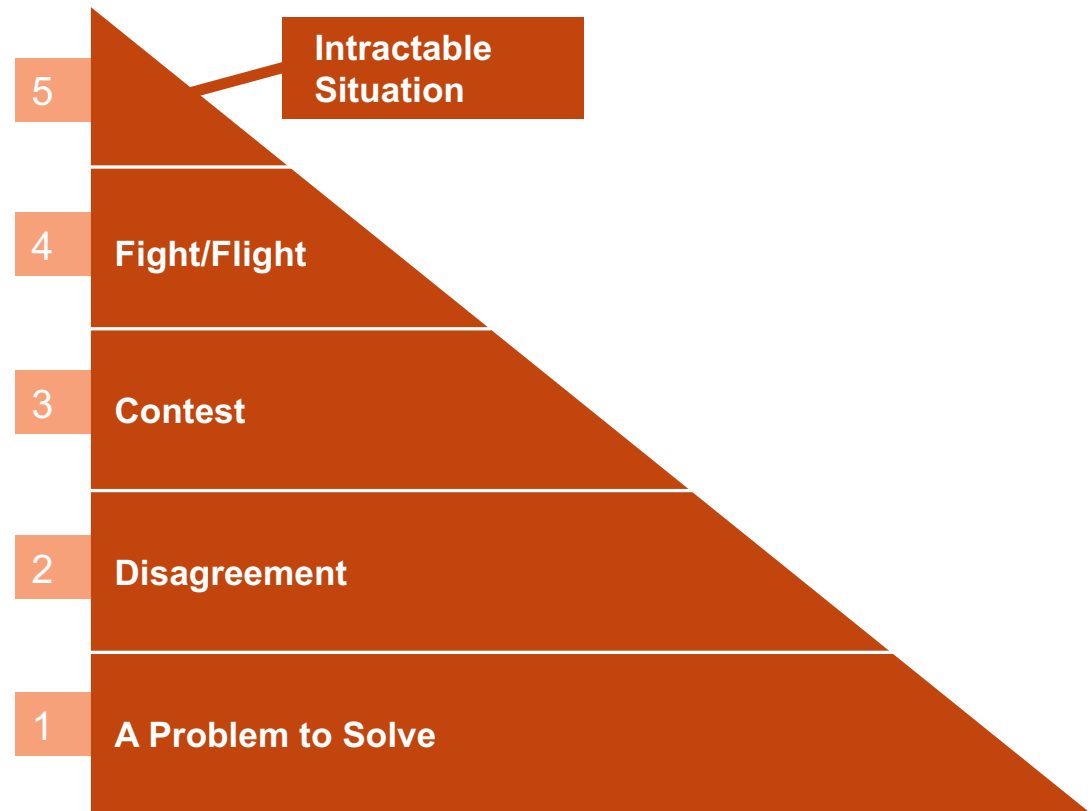 Intractable
Situation
5
4
Fight/Flight
3
Contest
2
Disagreement
1
A Problem to Solve